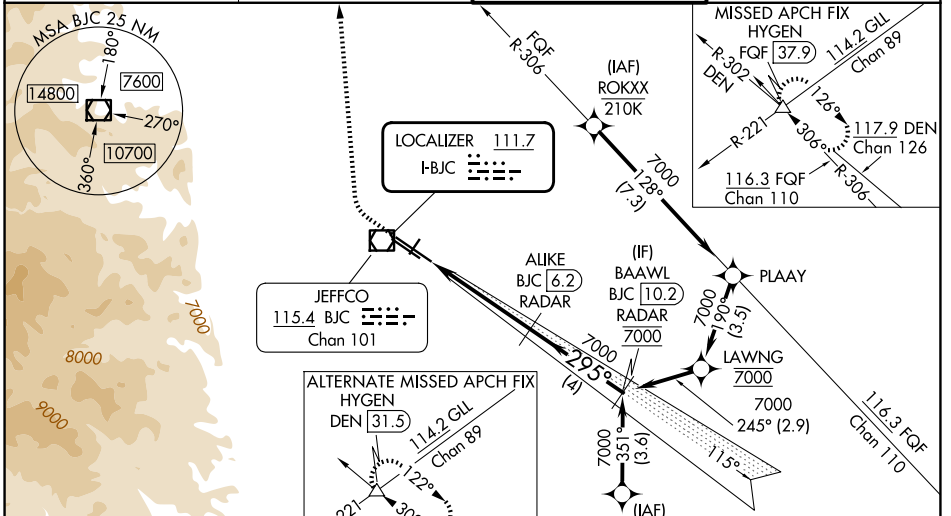 MSA BJC 25 NM
180°
14800
7600
270°
10700
360°
FQF
R-306
(IAF)
ROKXX
210K
7000
128°
(7.3)
MISSED APCH FIX
HYGEN
FQF 37.9
114.2 GLL
Chan 89
R-302
DEN
126°
R-221
306°
117.9 DEN
Chan 126
R-306
116.3 FQF
Chan 110
LOCALIZER 111.7
I-BJC
JEFFCO
115.4 BJC
Chan 101
ALIKE
BJC 6.2
RADAR
(IF)
BAAWL
BJC 10.2
RADAR
7000
PLAAY
7000
190°
(3.5)
LAWNG
7000
7000
245° (2.9)
7000
295°
(4)
115°
7000
351°
(3.6)
(IAF)
116.3 FQF
Chan 110
7000
8000
9000
ALTERNATE MISSED APCH FIX
HYGEN
DEN 31.5
114.2 GLL
Chan 89
122°